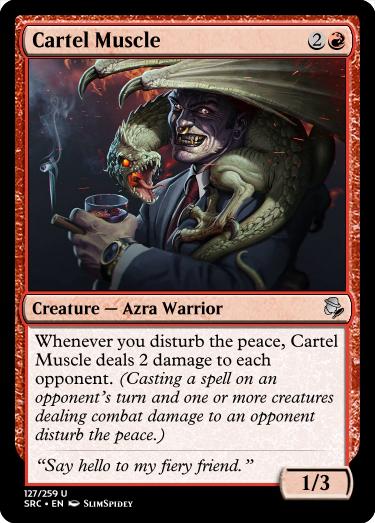 Cartel Muscle 2
Creature — Azra Warrior
Whenever you disturb the peace, Cartel
Muscle deals 2 damage to each
opponent. (Casting a spell on an
opponent's turn and one or more creatures
dealing combat damage to an opponent
disturb the peace.)
“Say hello to my fiery friend.”
1/3
127/259 U
SRC • EN SlimSpidey